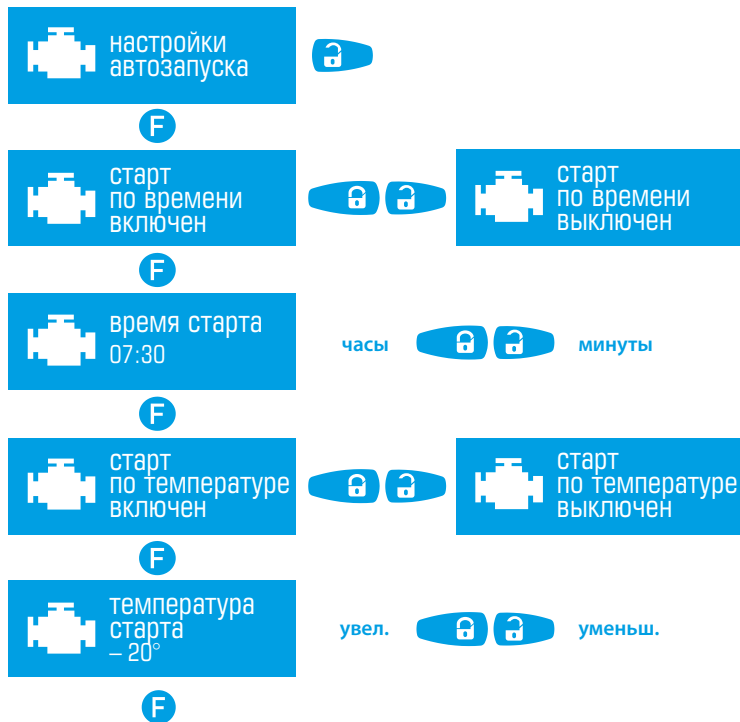 настройки
автозапуска
F
старт
по времени
включен
старт
по времени
выключен
F
время старта
07:30
часы
минуты
F
старт
по температуре
включен
старт
по температуре
выключен
F
температура
старта
– 20°
увел.
уменьш.
F